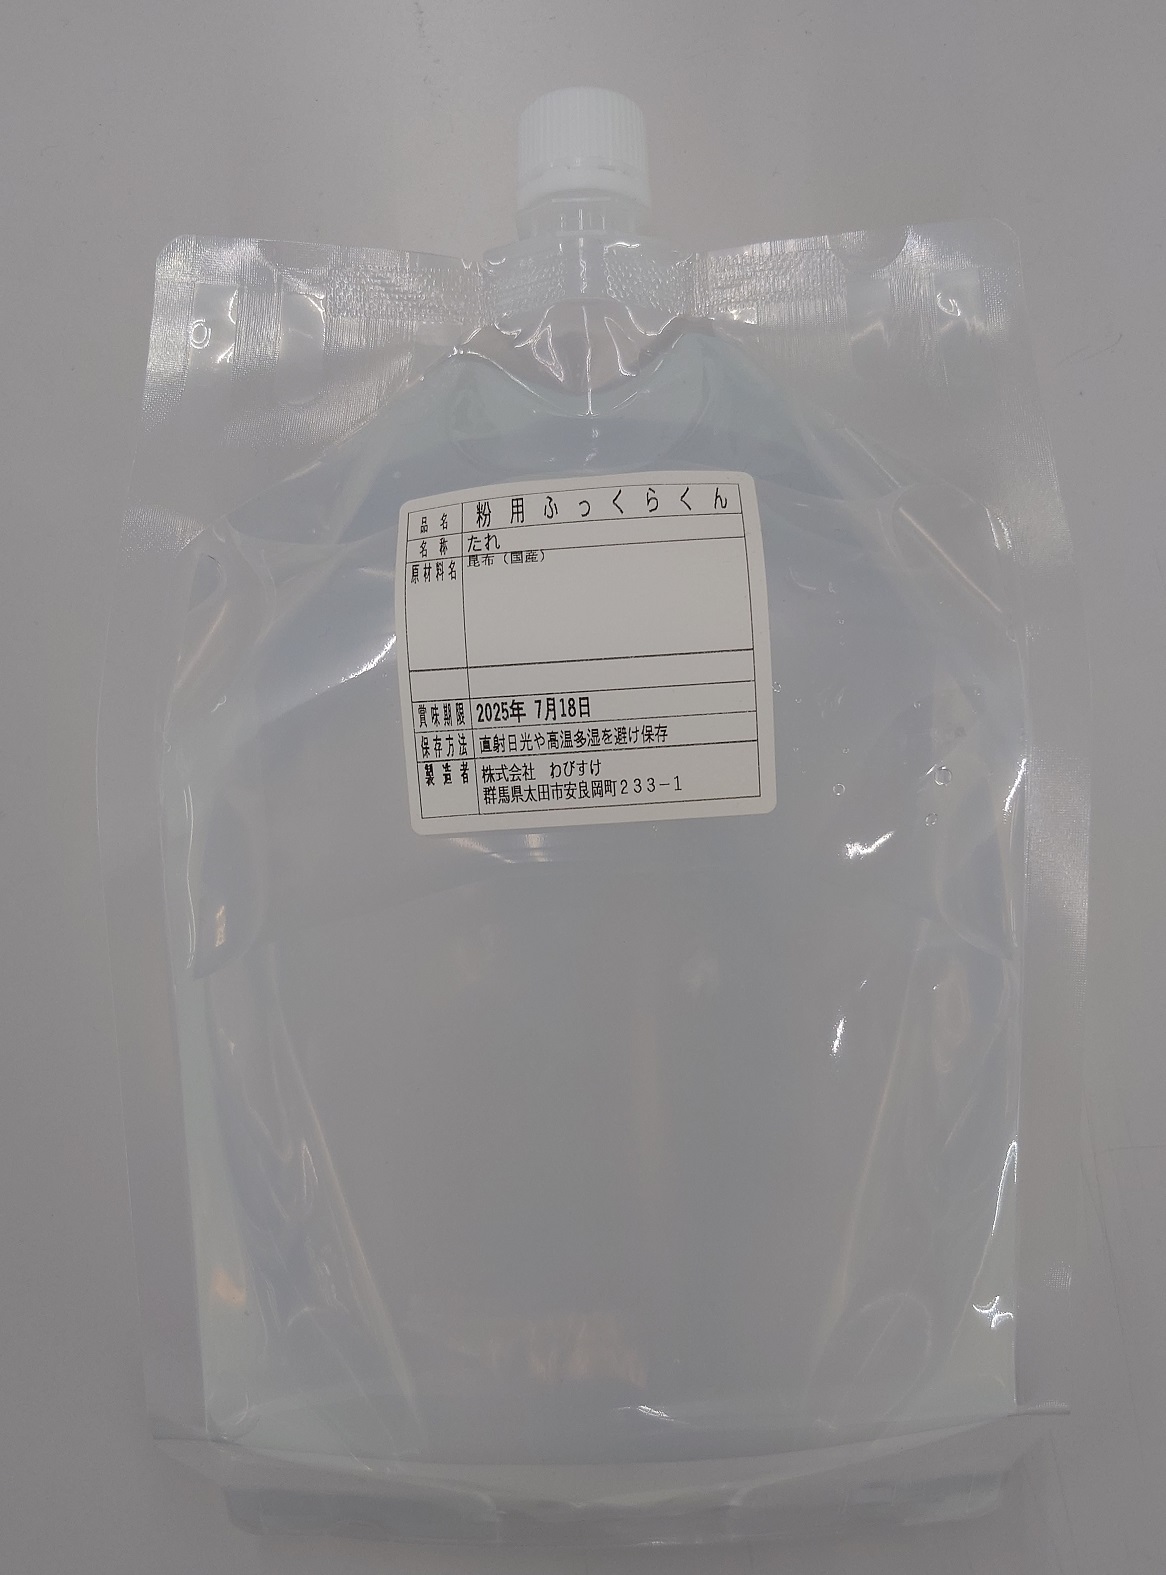 品名 粉用ふっくらくん
名称 たれ
原材料名 昆布（国産）
賞味期限 2025年 7月18日
保存方法 直射日光や高温多湿を避け保存
製造者 株式会社 わびすけ
群馬県太田市安良岡町２３３－１